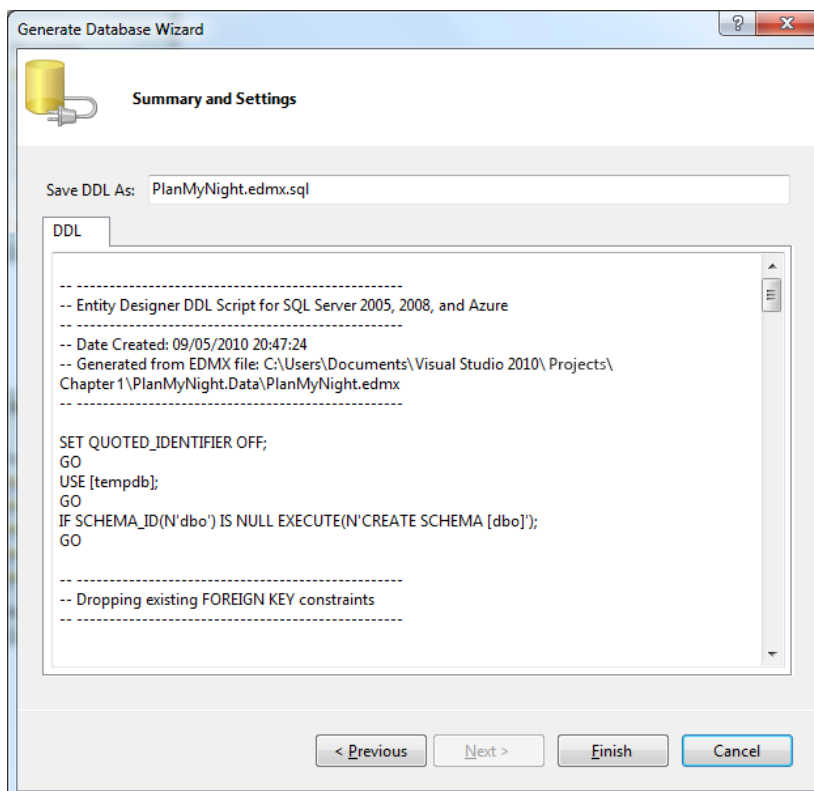 Generate Database Wizard
Summary and Settings
Save DDL As: PlanMyNight.edmx.sql
DDL
-- --------------------------------------------------
-- Entity Designer DDL Script for SQL Server 2005, 2008, and Azure
-- --------------------------------------------------
-- Date Created: 09/05/2010 20:47:24
-- Generated from EDMX file: C:\Users\Documents\Visual Studio 2010\ Projects\
Chapter1\PlanMyNight.Data\PlanMyNight.edmx
-- --------------------------------------------------
SET QUOTED_IDENTIFIER OFF;
GO
USE [tempdb];
GO
IF SCHEMA_ID(N'dbo') IS NULL EXECUTE(N'CREATE SCHEMA [dbo]');
GO
-- --------------------------------------------------
-- Dropping existing FOREIGN KEY constraints
-- --------------------------------------------------
< Previous Next > Finish Cancel